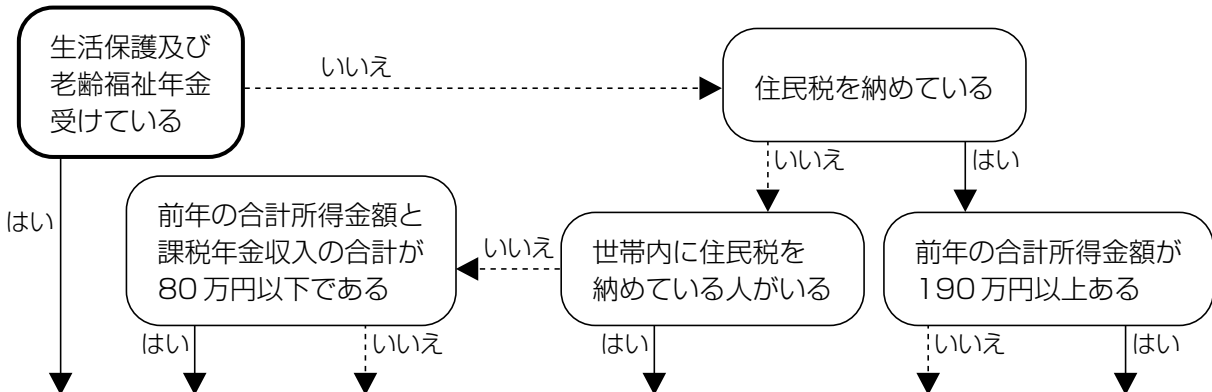 生活保護及び
老齢福祉年金
受けている
いいえ
住民税を納めている
いいえ
はい
はい
前年の合計所得金額と
課税年金収入の合計が
80万円以下である
いいえ
世帯内に住民税を
納めている人がいる
前年の合計所得金額が
190万円以上ある
はい
いいえ
はい
いいえ
はい